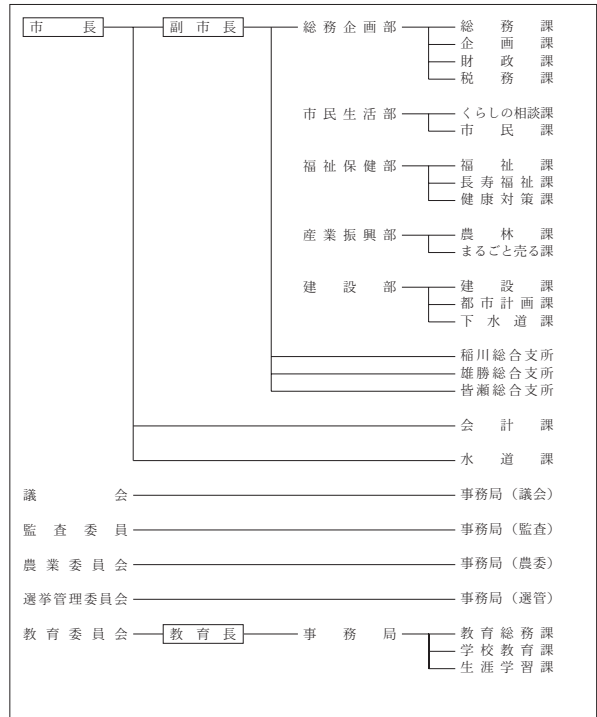 市長 副市長 総務企画部 総務課
企画課
財政課
税務課
市民生活部 くらしの相談課
市民課
福祉保健部 福祉課
長寿福祉課
健康対策課
産業振興部 農林課
まるごと売る課
建設部 建設課
都市計画課
下水道課
稲川総合支所
雄勝総合支所
皆瀬総合支所
会計課
水道課
議会 事務局（議会）
監査委員 事務局（監査）
農業委員会 事務局（農委）
選挙管理委員会 事務局（選管）
教育委員会 教育長 事務局 教育総務課
学校教育課
生涯学習課